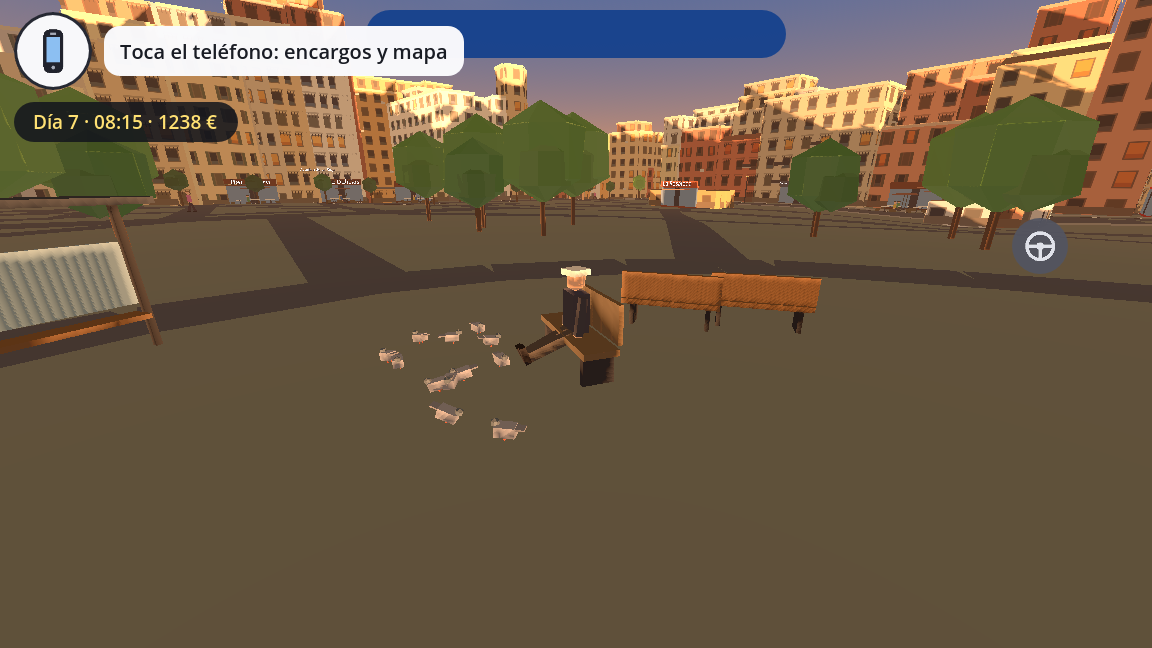 Toca el teléfono: encargos y mapa
Día 7 · 08:15 · 1238 €